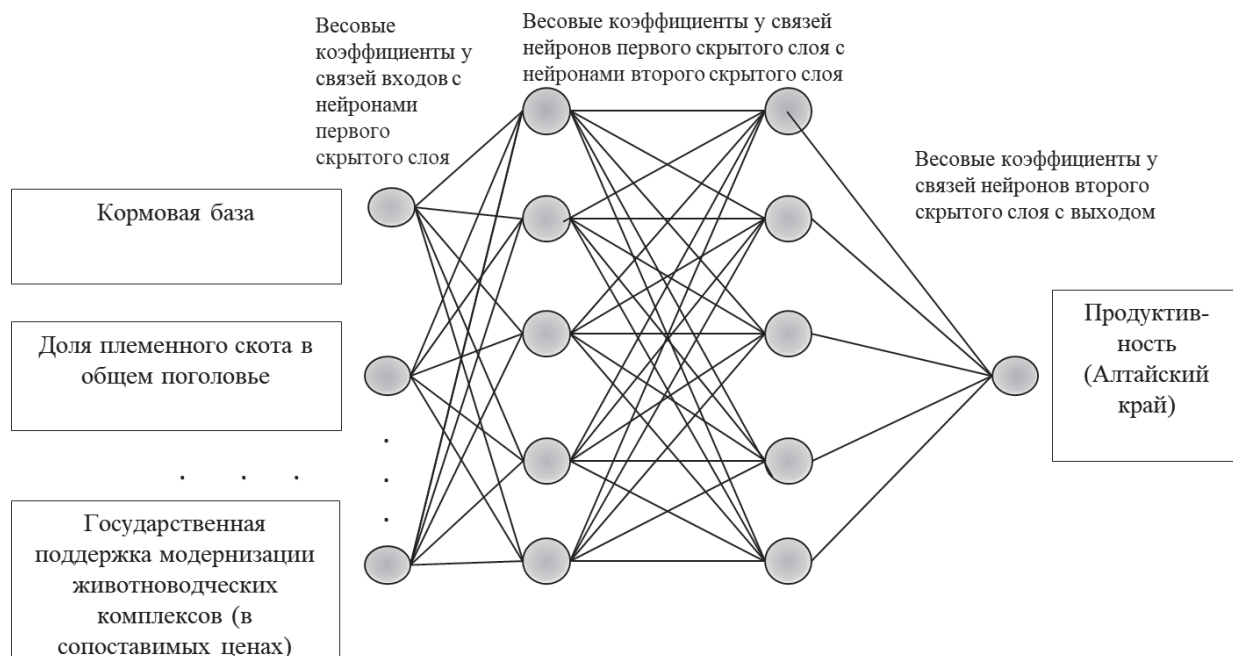 Весовые
коэффициенты у
связей входов с
нейронами
первого
скрытого слоя
Весовые коэффициенты у связей
нейронов первого скрытого слоя с
нейронами второго скрытого слоя
Весовые коэффициенты у
связей нейронов второго
скрытого слоя с выходом
Кормовая база
Доля племенного скота в
общем поголовье
. . .
Государственная
поддержка модернизации
животноводческих
комплексов (в
сопоставимых ценах)
Продуктив-
ность
(Алтайский
край)